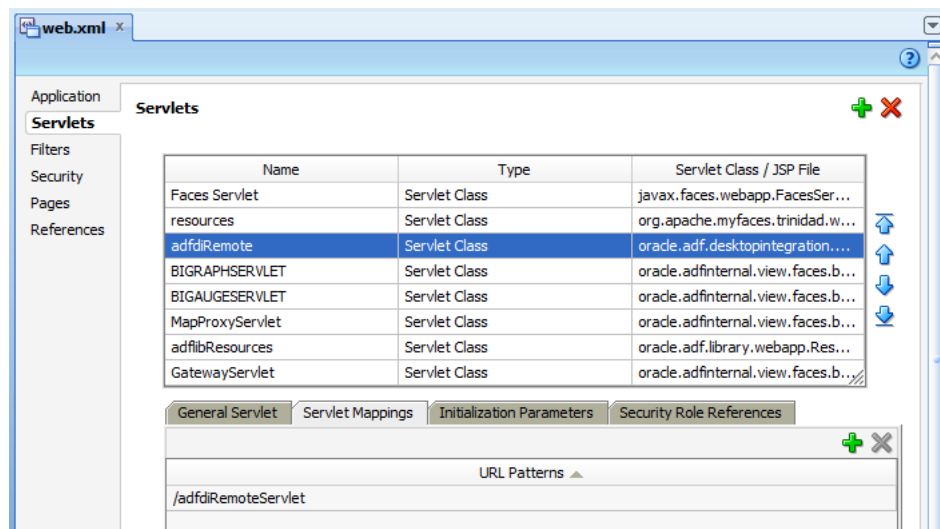 web.xml x
?
Application
Servlets
Filters
Security
Pages
References
Servlets
Name Type Servlet Class / JSP File
Faces Servlet Servlet Class javax.faces.webapp.FacesSer...
resources Servlet Class org.apache.myfaces.trinidad.w...
adfdiRemote Servlet Class oracle.adf.desktopintegration....
BIGRAPHSERVLET Servlet Class oracle.adfinternal.view.faces.b...
BIGAUGESERVLET Servlet Class oracle.adfinternal.view.faces.b...
MapProxyServlet Servlet Class oracle.adfinternal.view.faces.b...
adflibResources Servlet Class oracle.adf.library.webapp.Res...
GatewayServlet Servlet Class oracle.adfinternal.view.faces.b...
General Servlet Servlet Mappings Initialization Parameters Security Role References
URL Patterns
/adfdiRemoteServlet